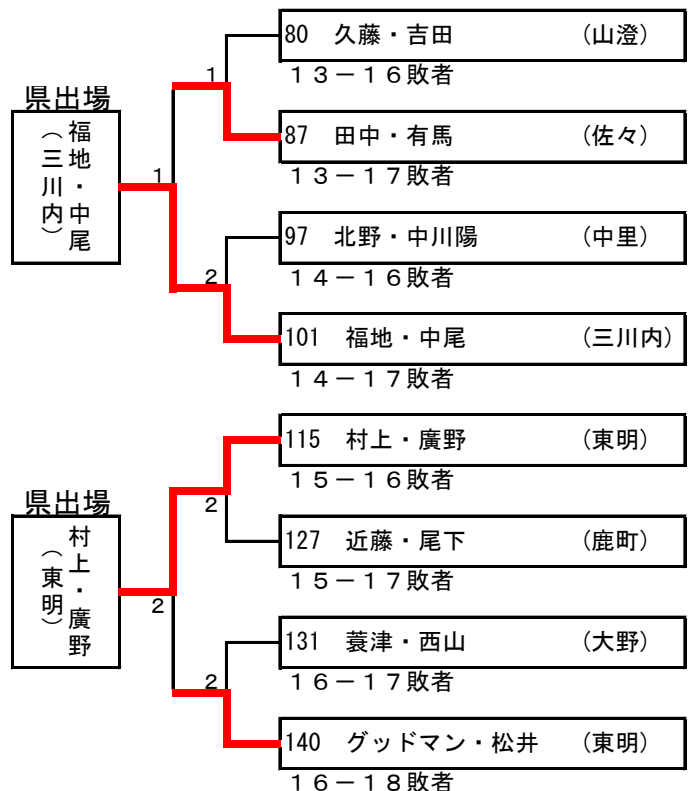 80 久藤・吉田 (山澄)
1
13－16敗者
県出場
福地・中尾
(三川内)
87 田中・有馬 (佐々)
13－17敗者
1
97 北野・中川陽 (中里)
2
14－16敗者
101 福地・中尾 (三川内)
14－17敗者
115 村上・廣野 (東明)
15－16敗者
県出場
村上・廣野
(東明)
2
127 近藤・尾下 (鹿町)
15－17敗者
2
131 蓑津・西山 (大野)
2
16－17敗者
140 グッドマン・松井 (東明)
16－18敗者